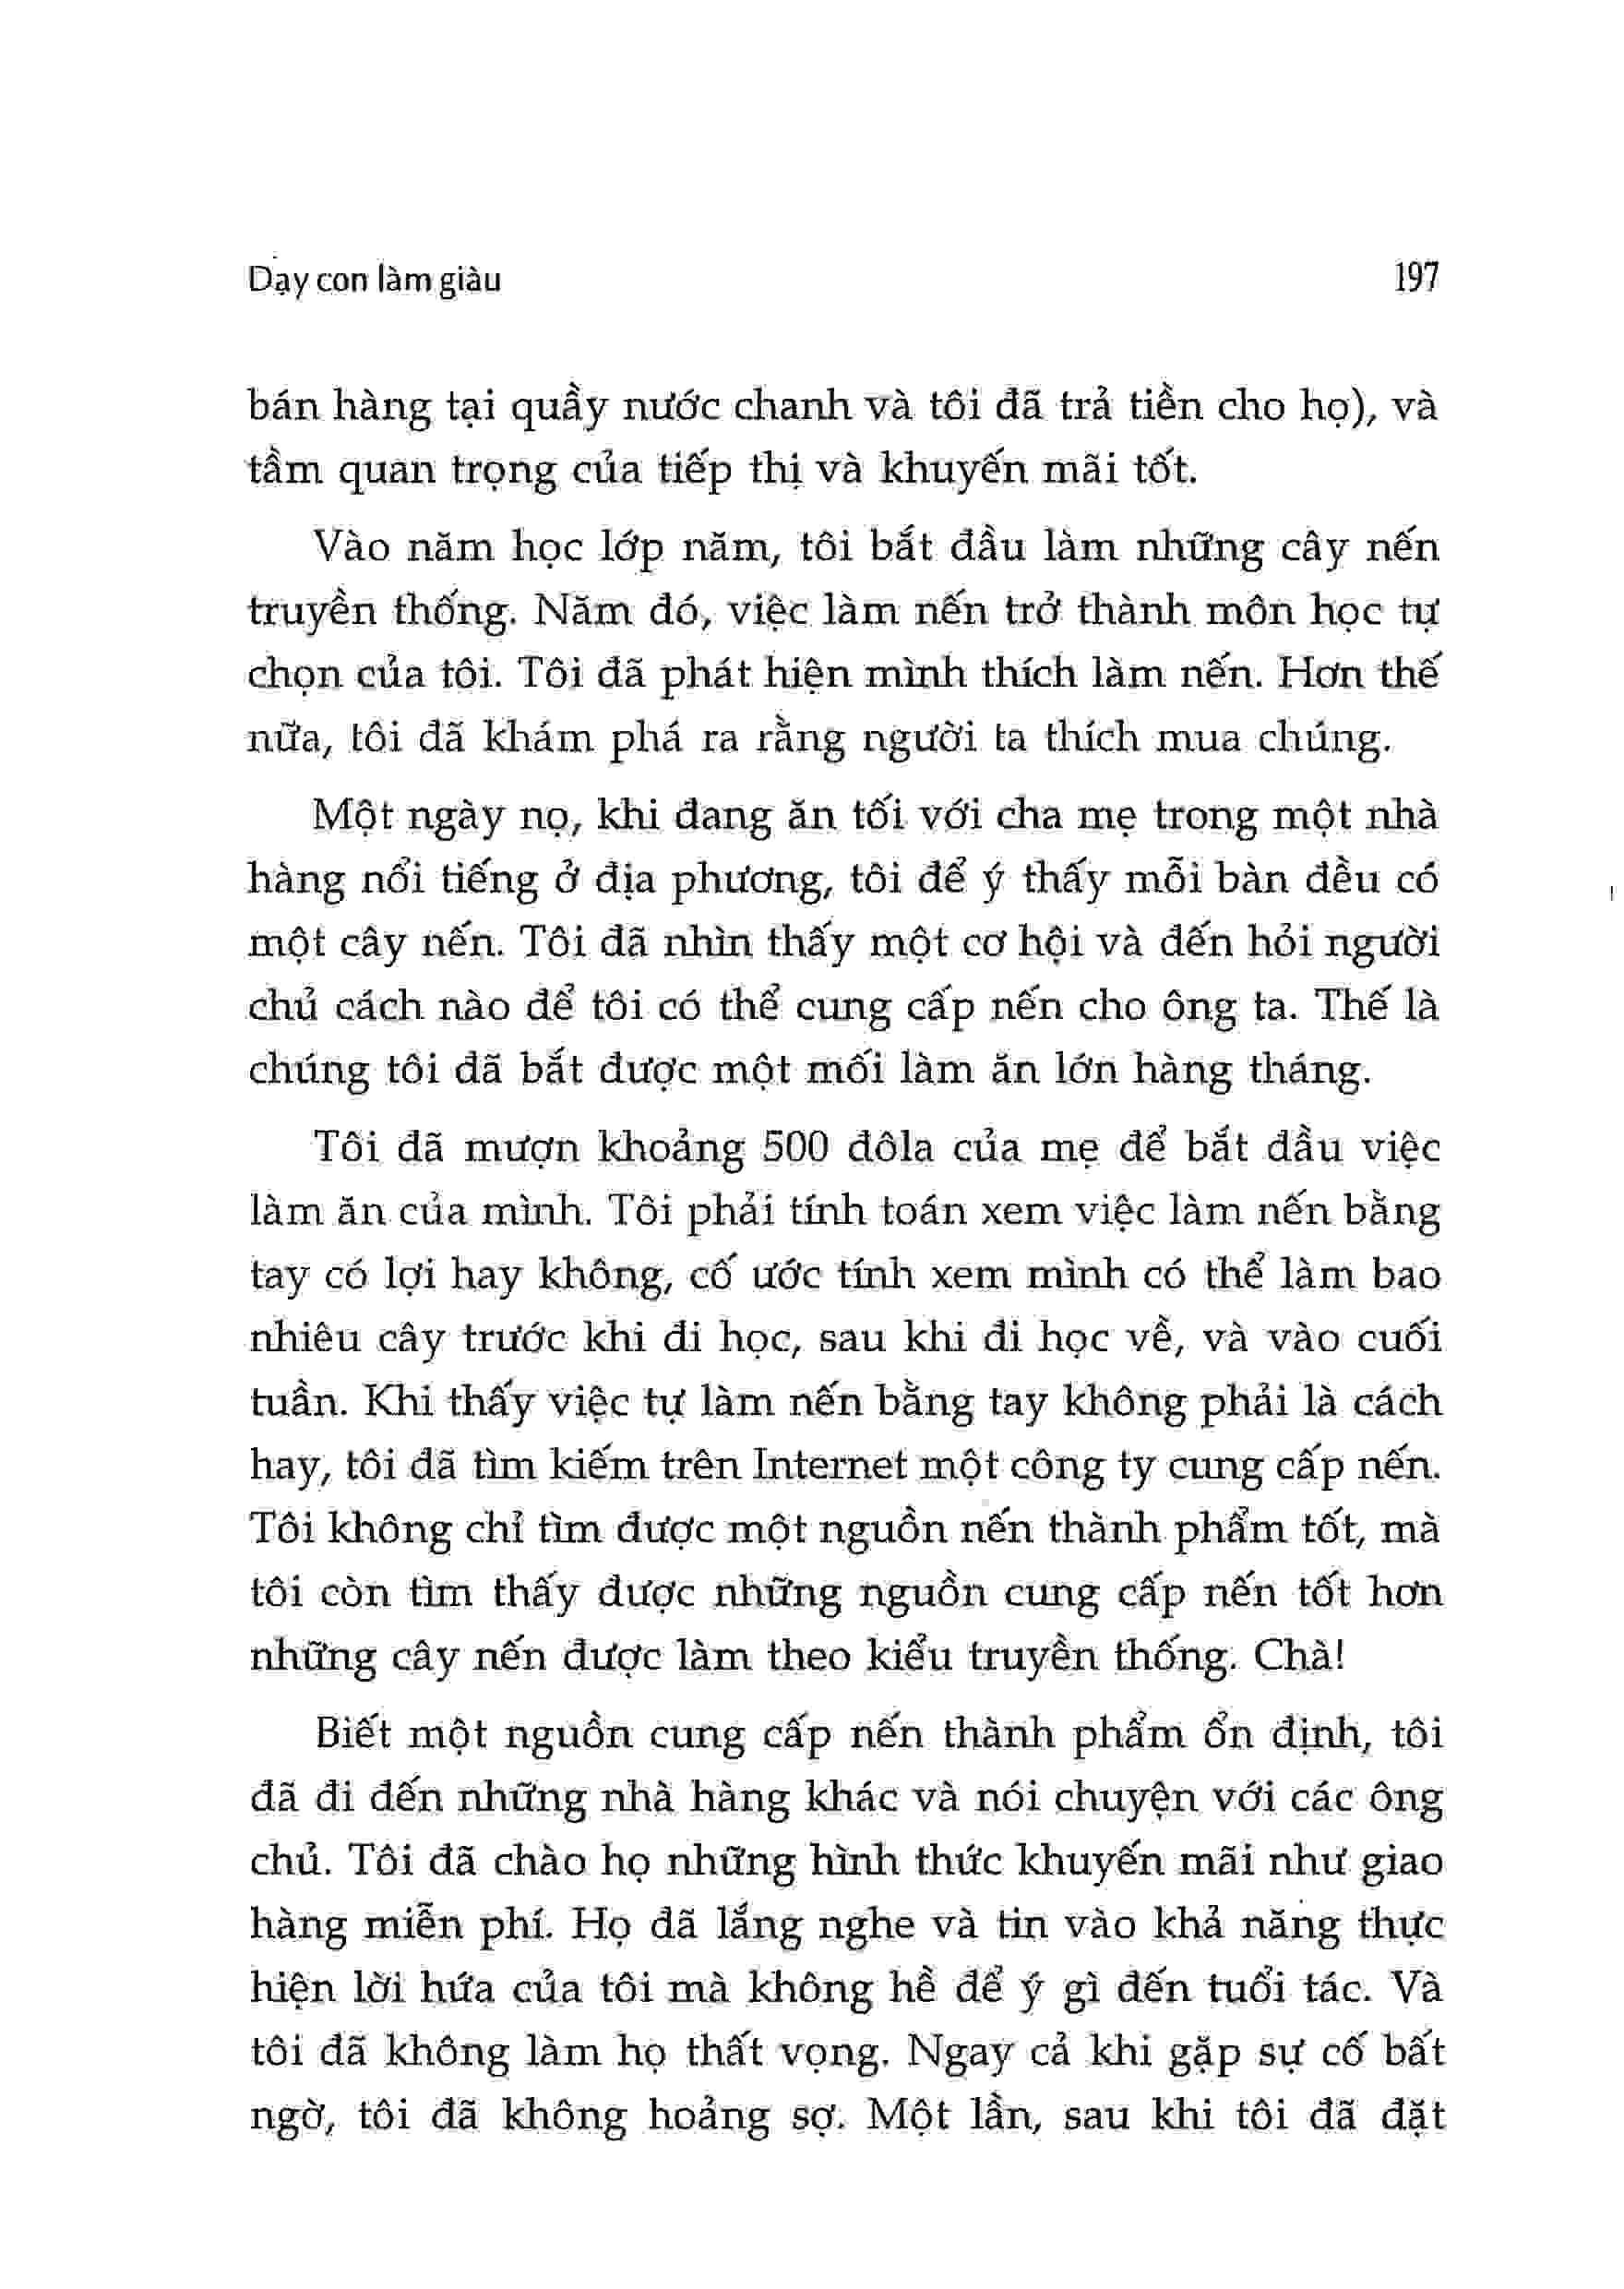 Dạy con làm giàu 197
bán hàng tại quầy nước chanh và tôi đã trả tiền cho họ), và
tầm quan trọng của tiếp thị và khuyến mãi tốt.
Vào năm học lớp năm, tôi bắt đầu làm những cây nến
truyền thống. Năm đó, việc làm nến trở thành môn học tự
chọn của tôi. Tôi đã phát hiện mình thích làm nến. Hơn thế
nữa, tôi đã khám phá ra rằng người ta thích mua chúng.
Một ngày nọ, khi đang ăn tối với cha mẹ trong một nhà
hàng nổi tiếng ở địa phương, tôi để ý thấy mỗi bàn đều có
một cây nến. Tôi đã nhìn thấy một cơ hội và đến hỏi người
chủ cách nào để tôi có thể cung cấp nến cho ông ta. Thế là
chúng tôi đã bắt được một mối làm ăn lớn hàng tháng.
Tôi đã mượn khoảng 500 đôla của mẹ để bắt đầu việc
làm ăn của mình. Tôi phải tính toán xem việc làm nến bằng
tay có lợi hay không, cố ước tính xem mình có thể làm bao
nhiêu cây trước khi đi học, sau khi đi học về, và vào cuối
tuần. Khi thấy việc tự làm nến bằng tay không phải là cách
hay, tôi đã tìm kiếm trên Internet một công ty cung cấp nến.
Tôi không chỉ tìm được một nguồn nến thành phẩm tốt, mà
tôi còn tìm thấy được những nguồn cung cấp nến tốt hơn
những cây nến được làm theo kiểu truyền thống. Chà!
Biết một nguồn cung cấp nến thành phẩm ổn định, tôi
đã đi đến những nhà hàng khác và nói chuyện với các ông
chủ. Tôi đã chào họ những hình thức khuyến mãi như giao
hàng miễn phí. Họ đã lắng nghe và tin vào khả năng thực
hiện lời hứa của tôi mà không hề để ý gì đến tuổi tác. Và
tôi đã không làm họ thất vọng. Ngay cả khi gặp sự cố bất
ngờ, tôi đã không hoảng sợ. Một lần, sau khi tôi đã đặt